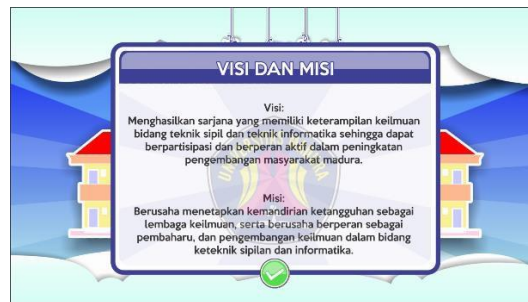 VISI DAN MISI
Visi:
Menghasilkan sarjana yang memiliki keterampilan keilmuan
bidang teknik sipil dan teknik informatika sehingga dapat
berpartisipasi dan berperan aktif dalam peningkatan
pengembangan masyarakat madura.
Misi:
Berusaha menetapkan kemandirian ketangguhan sebagai
lembaga keilmuan, serta berusaha berperan sebagai
pembaharu, dan pengembangan keilmuan dalam bidang
keteknik sipilan dan informatika.